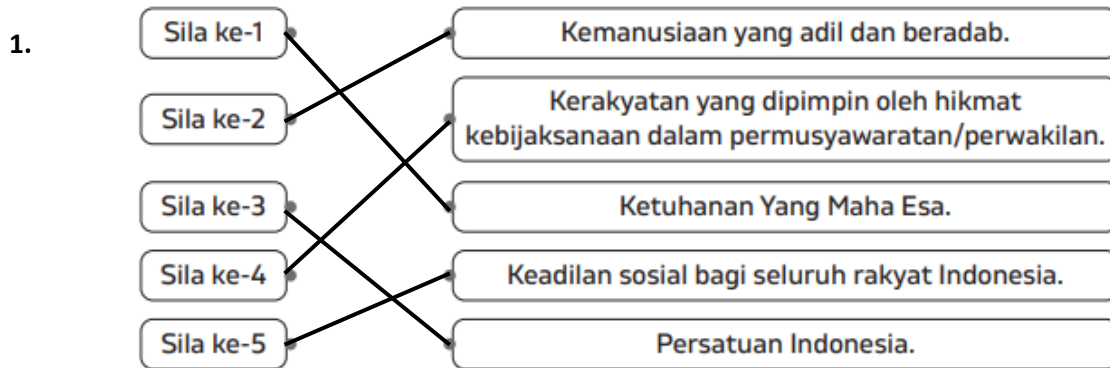 1.
Sila ke-1
Kemanusiaan yang adil dan beradab.
Sila ke-2
Kerakyatan yang dipimpin oleh hikmat
kebijaksanaan dalam permusyawaratan/perwakilan.
Sila ke-3
Ketuhanan Yang Maha Esa.
Sila ke-4
Keadilan sosial bagi seluruh rakyat Indonesia.
Sila ke-5
Persatuan Indonesia.